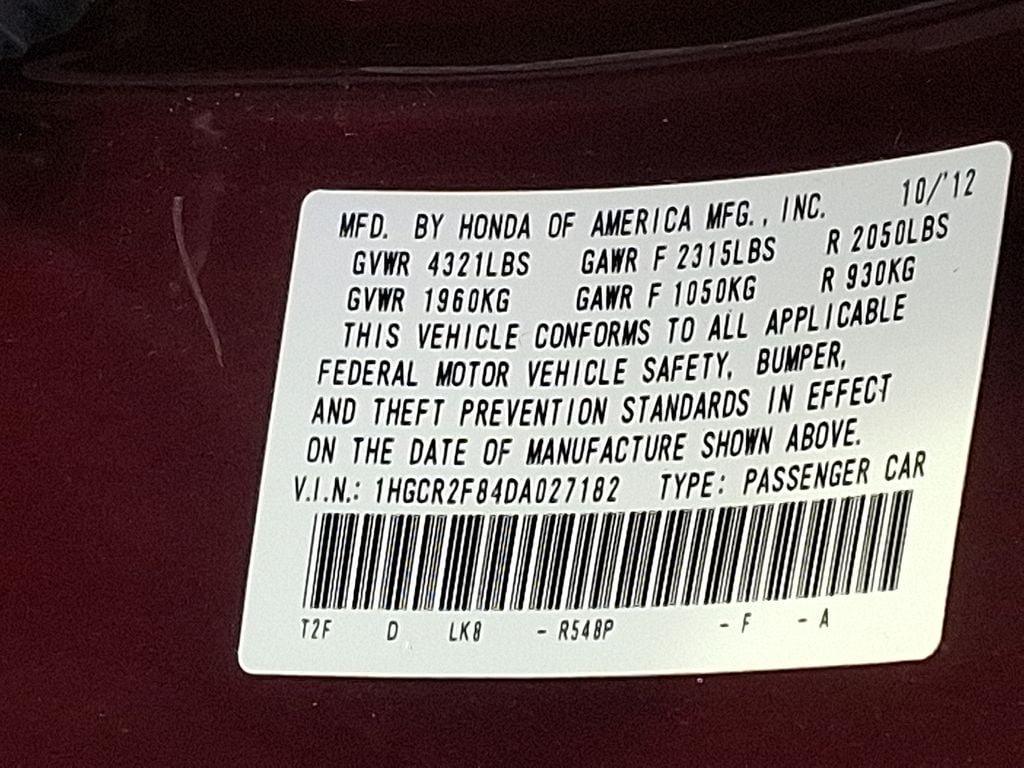 MFD. BY HONDA OF AMERICA MFG., INC. 10/'12
GVWR 4321LBS GAWR F 2315LBS R 2050LBS
GVWR 1960KG GAWR F 1050KG R 930KG
THIS VEHICLE CONFORMS TO ALL APPLICABLE
FEDERAL MOTOR VEHICLE SAFETY, BUMPER,
AND THEFT PREVENTION STANDARDS IN EFFECT
ON THE DATE OF MANUFACTURE SHOWN ABOVE.
V.I.N.: 1HGCR2F84DA027182 TYPE: PASSENGER CAR
T2F D LK8 - R548P - F - A